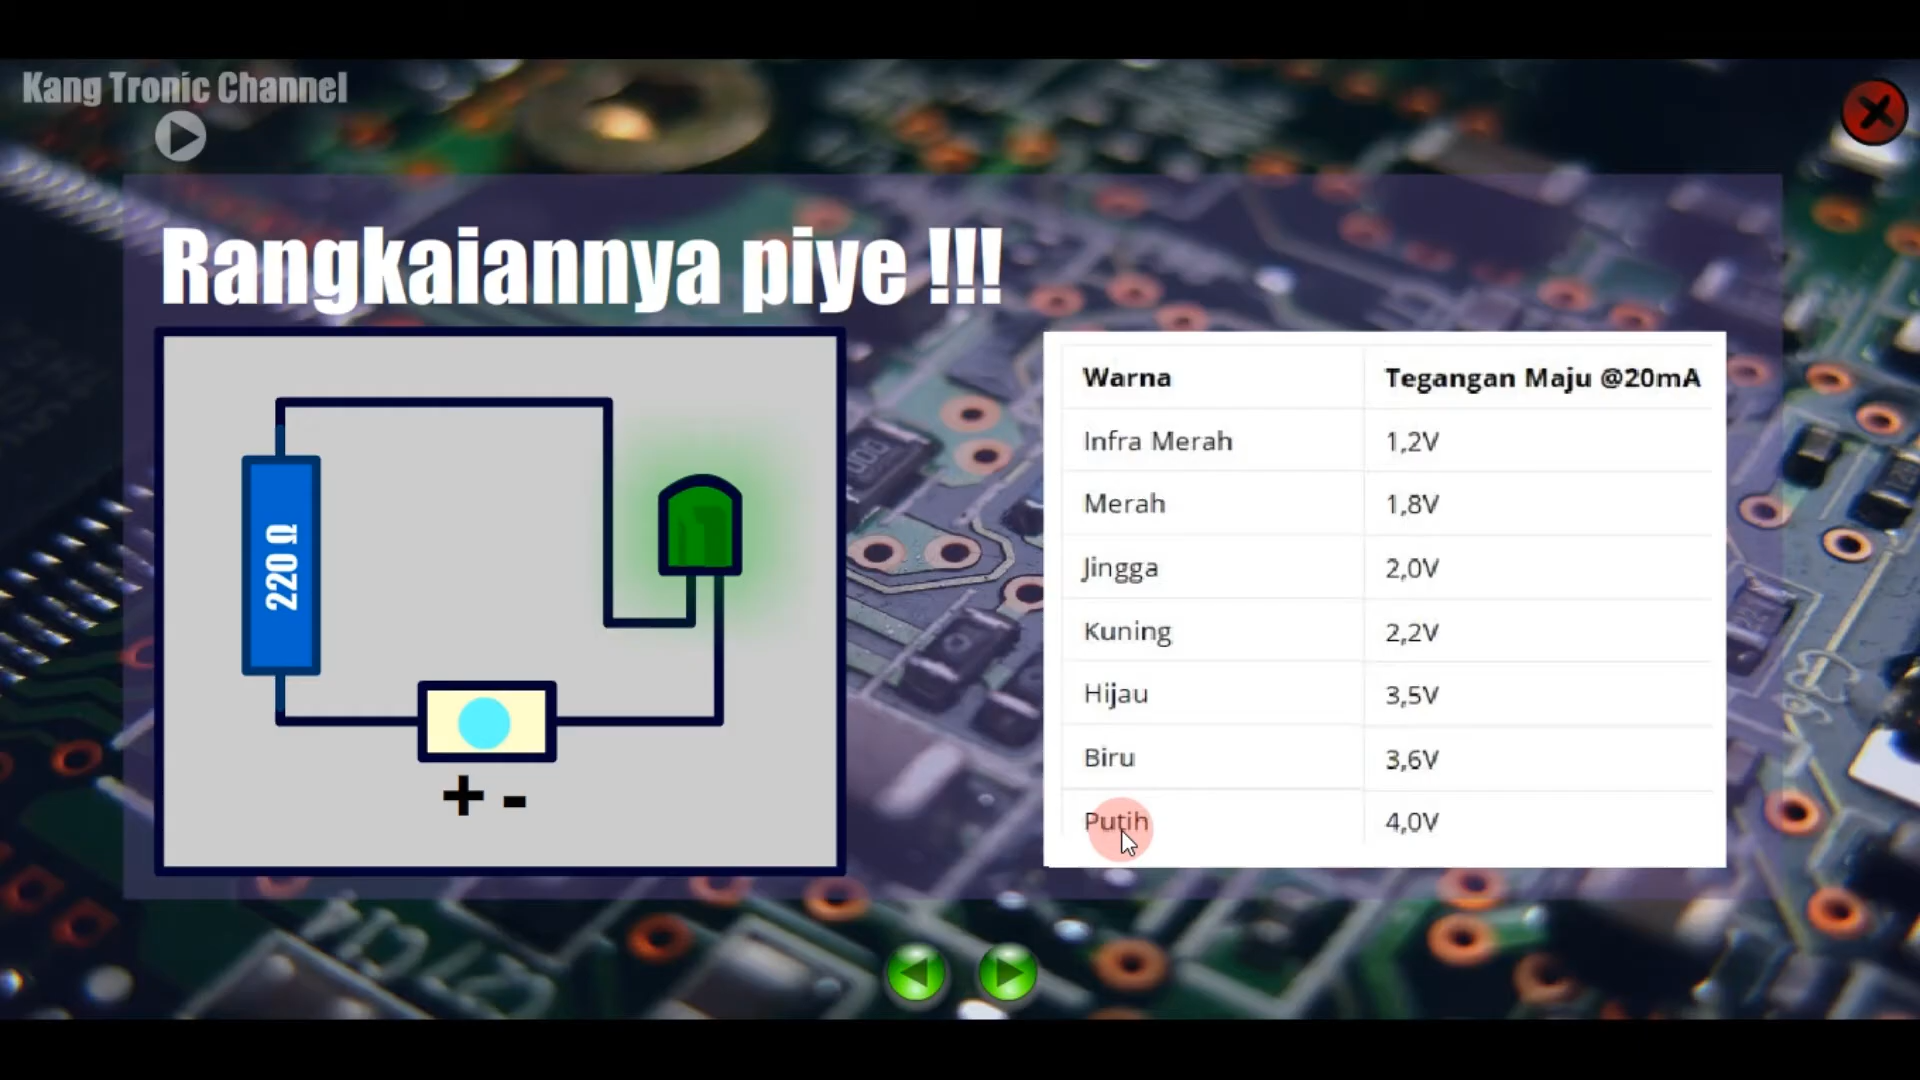 Kang Tronic Channel
Rangkaiannya piye !!!
220 Ω
+ -
Warna Tegangan Maju @20mA
Infra Merah 1,2V
Merah 1,8V
Jingga 2,0V
Kuning 2,2V
Hijau 3,5V
Biru 3,6V
Putih 4,0V